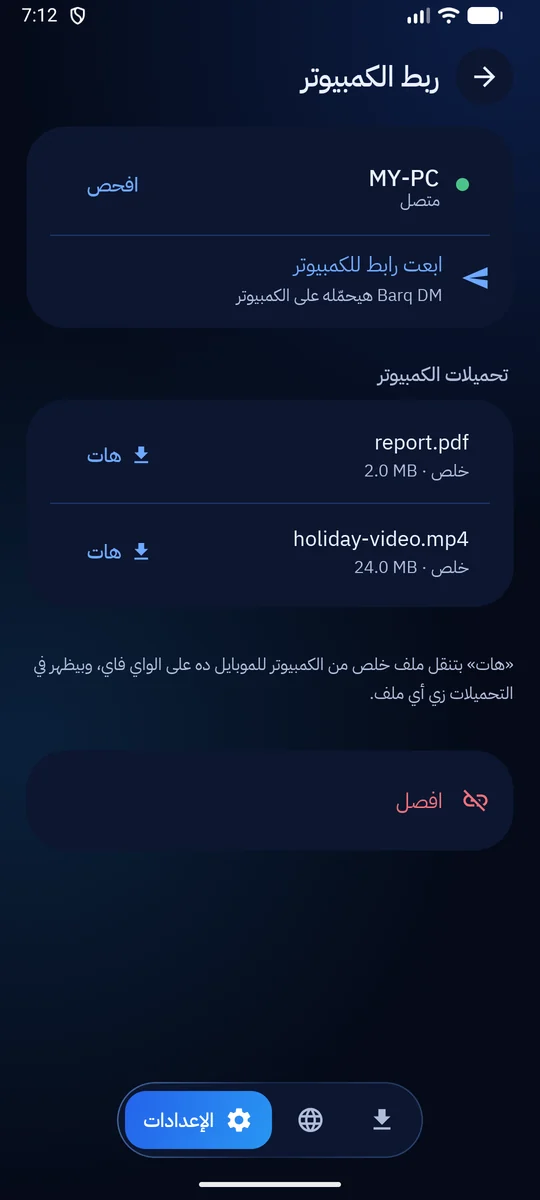 7:12
ربط الكمبيوتر
MY-PC
متصل
افحص
ابعت رابط للكمبيوتر
Barq DM هيحمّله على الكمبيوتر
تحميلات الكمبيوتر
report.pdf
خلص · 2.0 MB
هات
holiday-video.mp4
خلص · 24.0 MB
هات
«هات» بتنقل ملف خلص من الكمبيوتر للموبايل ده على الواي فاي، وبيظهر في
التحميلات زي أي ملف.
افصل
الإعدادات